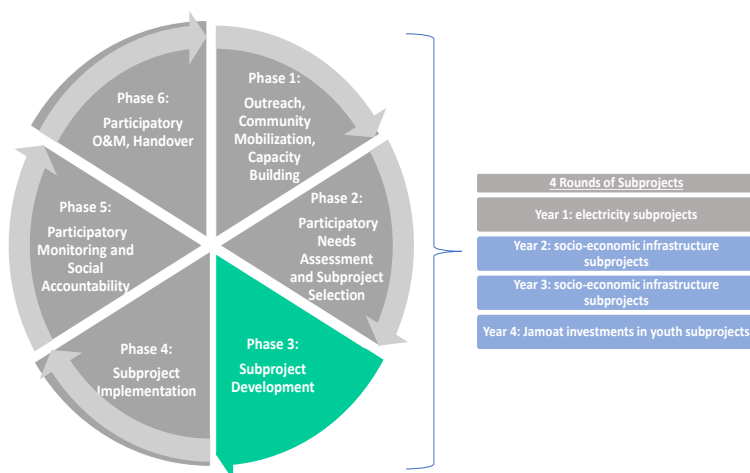 Phase 1:
Outreach,
Community
Mobilization,
Capacity
Building
Phase 2:
Participatory
Needs
Assessment
and Subproject
Selection
Phase 3:
Subproject
Development
Phase 4:
Subproject
Implementation
Phase 5:
Participatory
Monitoring and
Social
Accountability
Phase 6:
Participatory
O&M, Handover
4 Rounds of Subprojects
Year 1: electricity subprojects
Year 2: socio-economic infrastructure
subprojects
Year 3: socio-economic infrastructure
subprojects
Year 4: Jamoat investments in youth subprojects